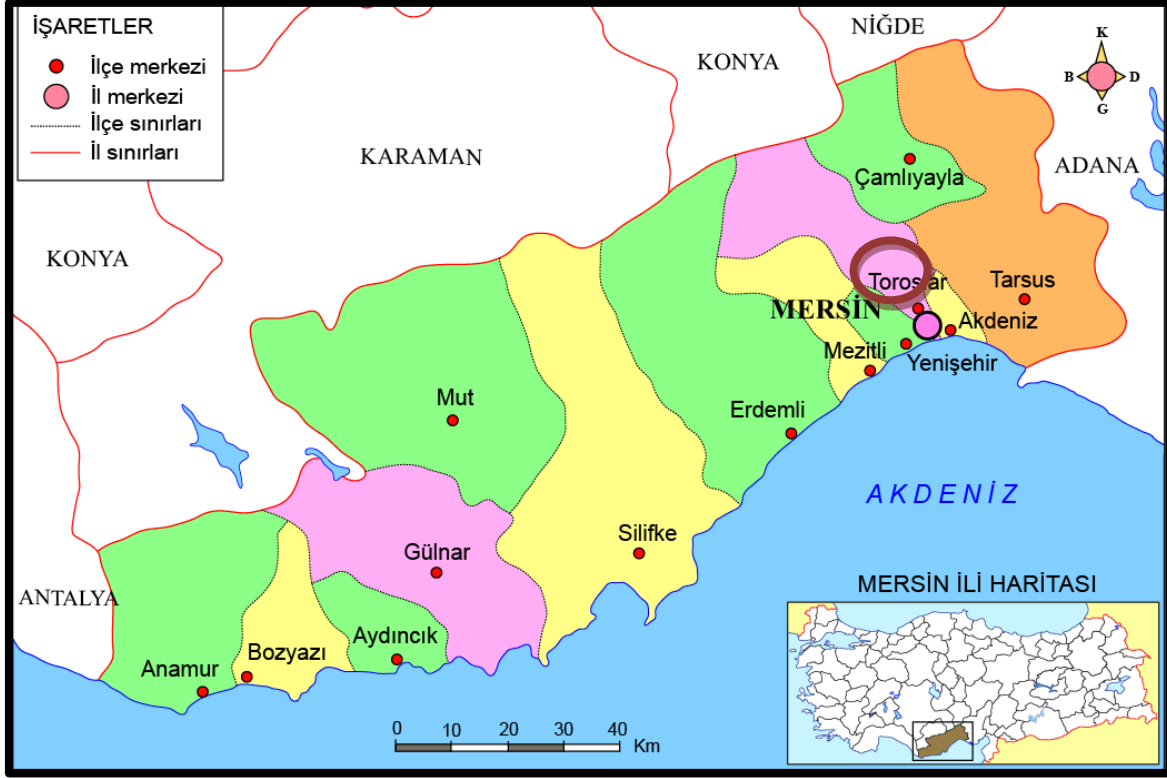 İŞARETLER
İlçe merkezi
İl merkezi
İlçe sınırları
İl sınırları
NİĞDE
KONYA
K
B
D
G
KARAMAN
ADANA
Çamlıyayla
KONYA
Toroslar
Tarsus
MERSİN
Akdeniz
Mezitli
Yenişehir
Mut
Erdemli
AKDENİZ
Silifke
Gülnar
MERSİN İLİ HARİTASI
ANTALYA
Aydıncık
Bozyazı
Anamur
0 10 20 30 40
Km